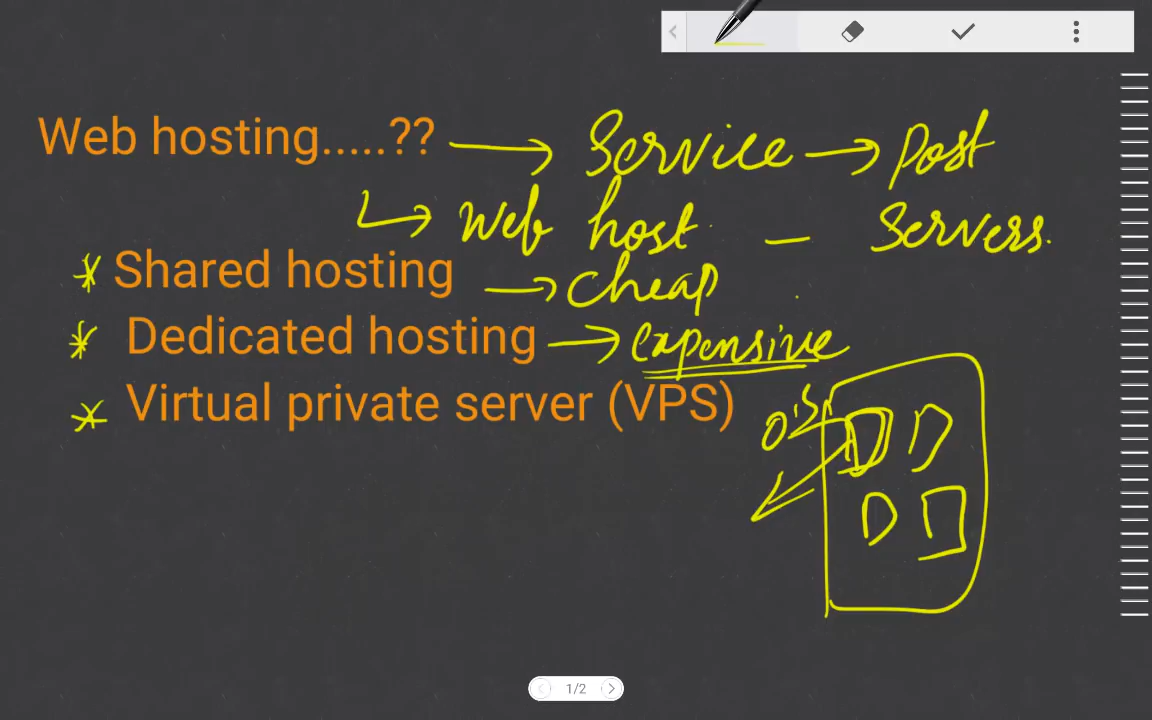 Web hosting.....?? → Service → Post
↳ Web host - Servers.
* Shared hosting → Cheap
* Dedicated hosting → expensive
* Virtual private server (VPS)
O'S
D D
D
1/2